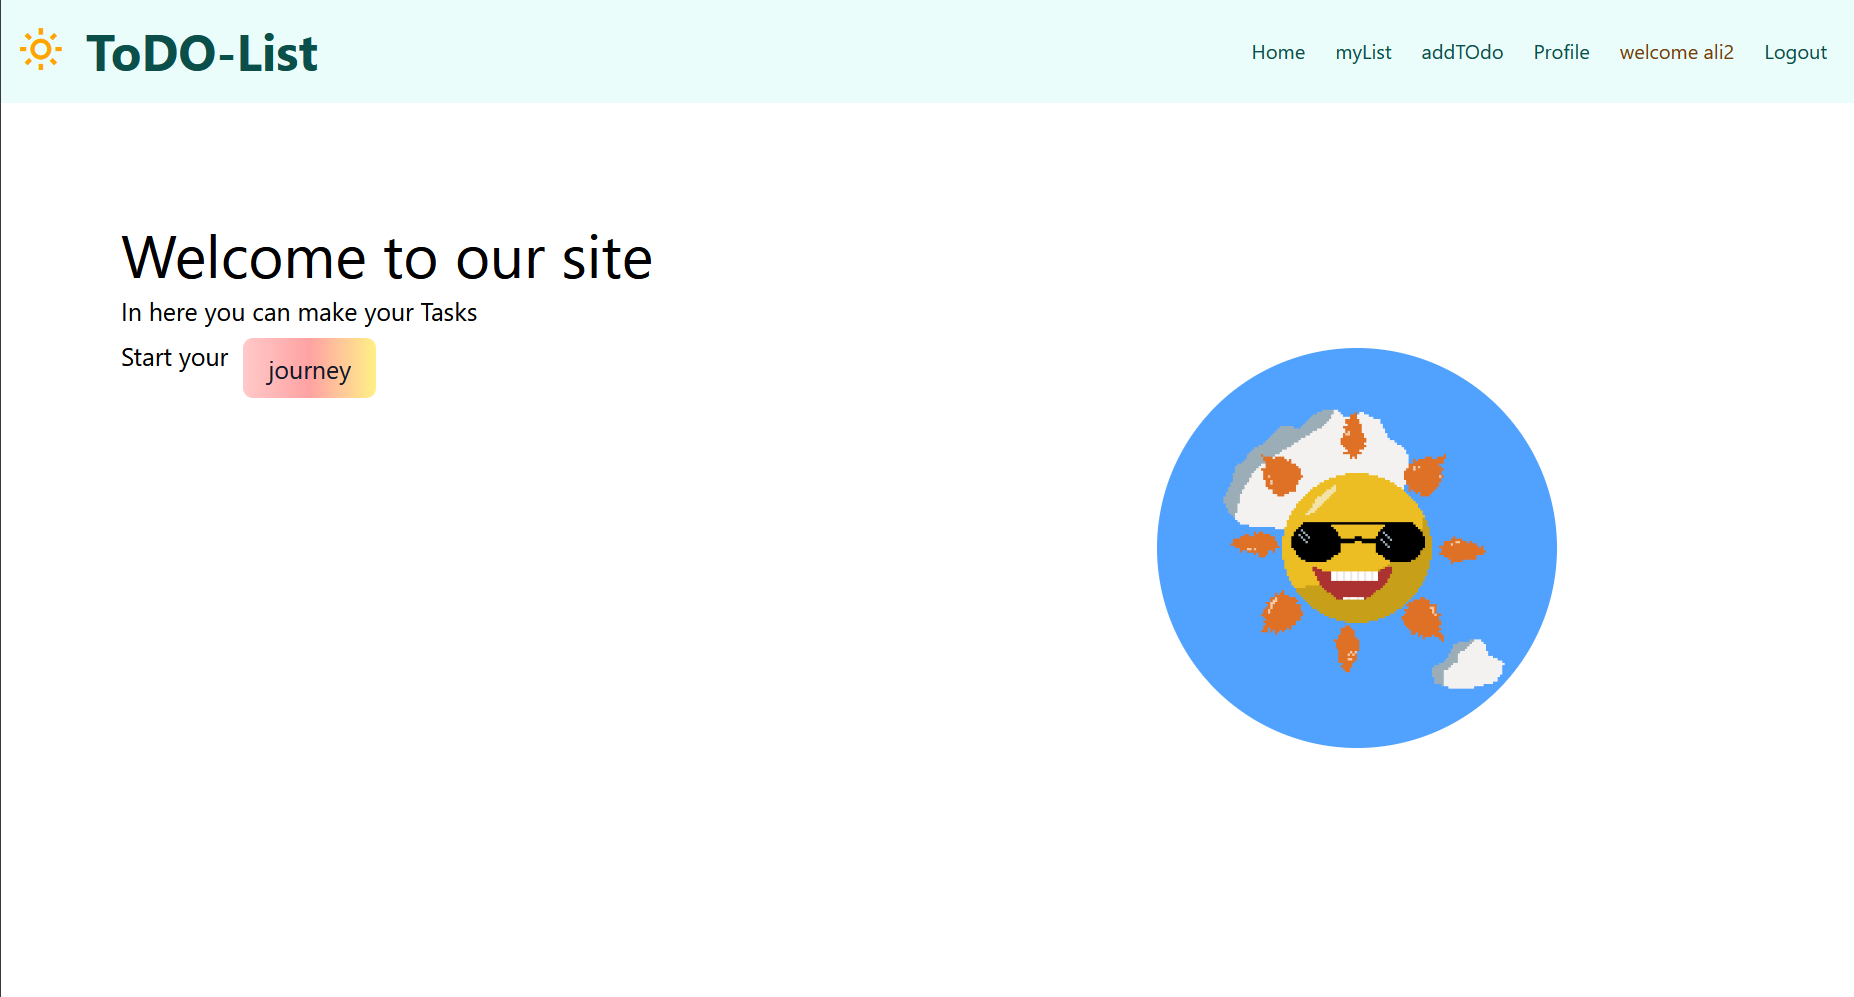 ToDO-List
Home myList addTOdo Profile welcome ali2 Logout
Welcome to our site
In here you can make your Tasks
Start your journey